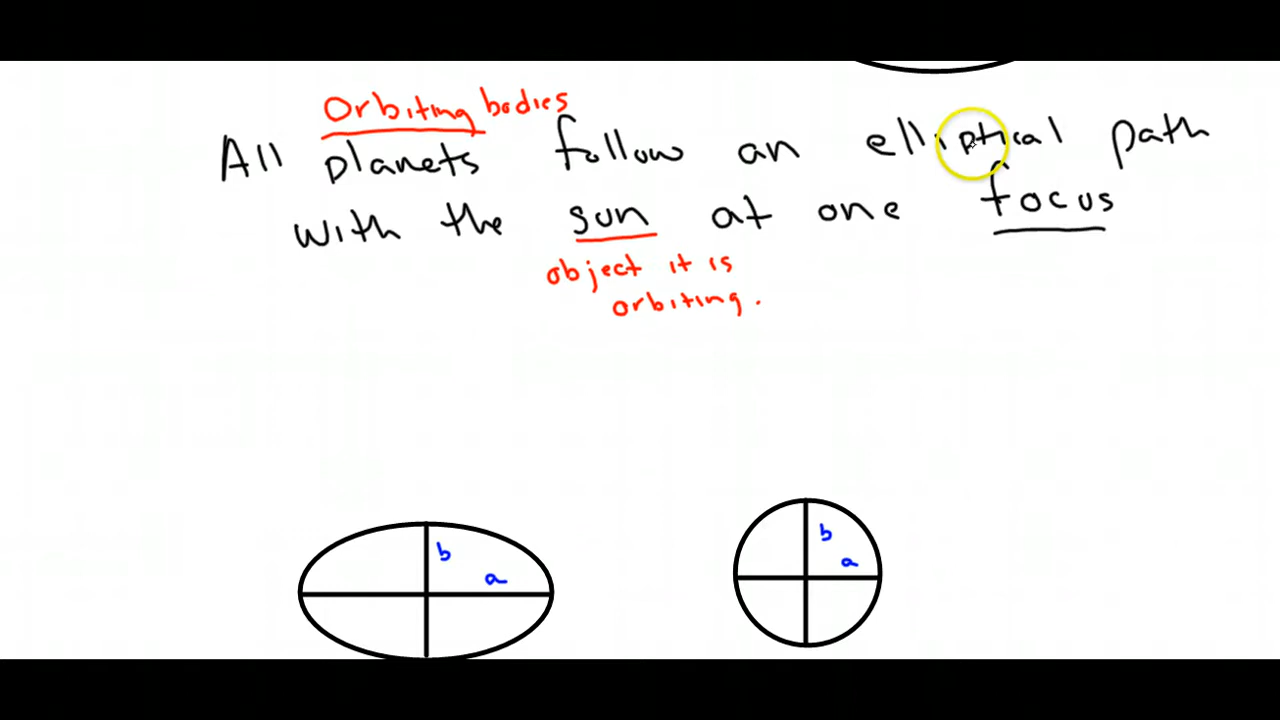 Orbiting bodies
All planets follow an elliptical path
with the sun at one focus
object it is
orbiting.
b
a
b
a